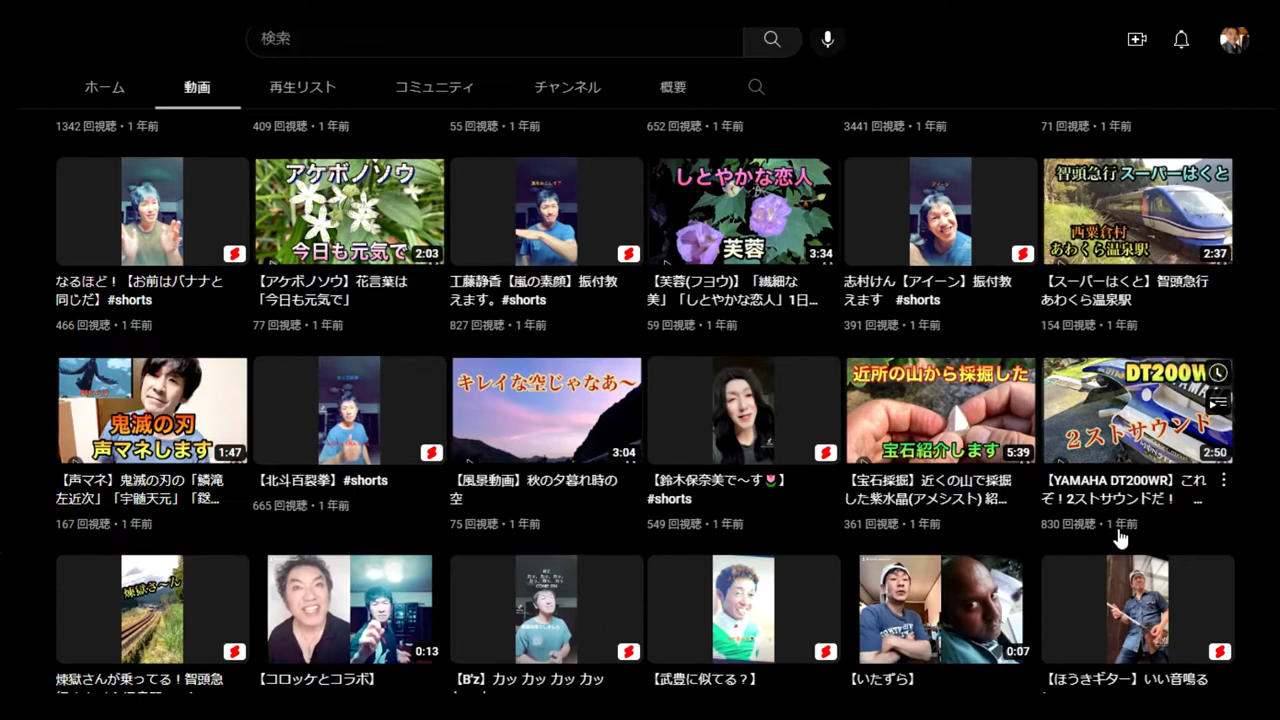 検索
ホーム 動画 再生リスト コミュニティ チャンネル 概要
1342 回視聴・1 年前 409 回視聴・1 年前 55 回視聴・1 年前 652 回視聴・1 年前 3441 回視聴・1 年前 71 回視聴・1 年前
アケボノソウ
今日も元気で
2:03
しとやかな恋人
芙蓉
3:34
アイーン
智頭急行 スーパーはくと
西粟倉村
あわくら温泉駅
2:37
なるほど！【お前はバナナと
同じだ】#shorts
466 回視聴・1 年前
【アケボノソウ】花言葉は
「今日も元気で」
77 回視聴・1 年前
工藤静香【嵐の素顔】振付教
えます。#shorts
827 回視聴・1 年前
【芙蓉(フヨウ)】「繊細な
美」「しとやかな恋人」1日...
59 回視聴・1 年前
志村けん【アイーン】振付教
えます　#shorts
391 回視聴・1 年前
【スーパーはくと】智頭急行
あわくら温泉駅
154 回視聴・1 年前
鬼滅の刃
声マネします
1:47
キレイな空じゃなあ～
3:04
近所の山から採掘した
宝石紹介します
5:39
DT200W
2ストサウンド
2:50
【声マネ】鬼滅の刃の「鱗滝
左近次」「宇髄天元」「鎹...
167 回視聴・1 年前
【北斗百裂拳】#shorts
665 回視聴・1 年前
【風景動画】秋の夕暮れ時の
空
75 回視聴・1 年前
【鈴木保奈美で〜す🌷】
#shorts
549 回視聴・1 年前
【宝石採掘】近くの山で採掘
した紫水晶(アメシスト) 紹...
361 回視聴・1 年前
【YAMAHA DT200WR】これ
ぞ！2ストサウンドだ！ ...
830 回視聴・1 年前
煉獄さ～ん
0:13
0:07
煉獄さんが乗ってる！智頭急
【コロッケとコラボ】
【B'z】カッ カッ カッ カッ
【武豊に似てる？】
【いたずら】
【ほうきギター】いい音鳴る